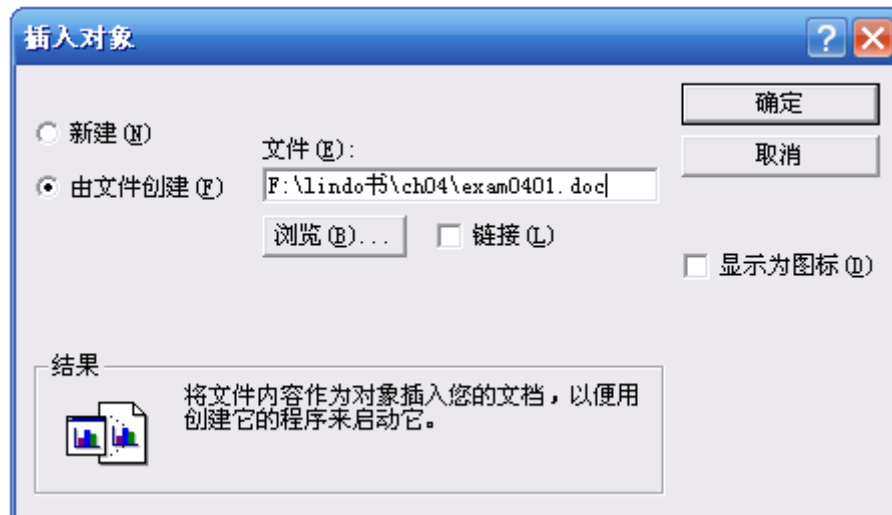 插入对象
新建(N)
由文件创建(F)
文件(E):
F:\lindo书\ch04\exam0401.doc
浏览(B)...
链接(L)
确定
取消
显示为图标(D)
结果
将文件内容作为对象插入您的文档，以便用
创建它的程序来启动它。